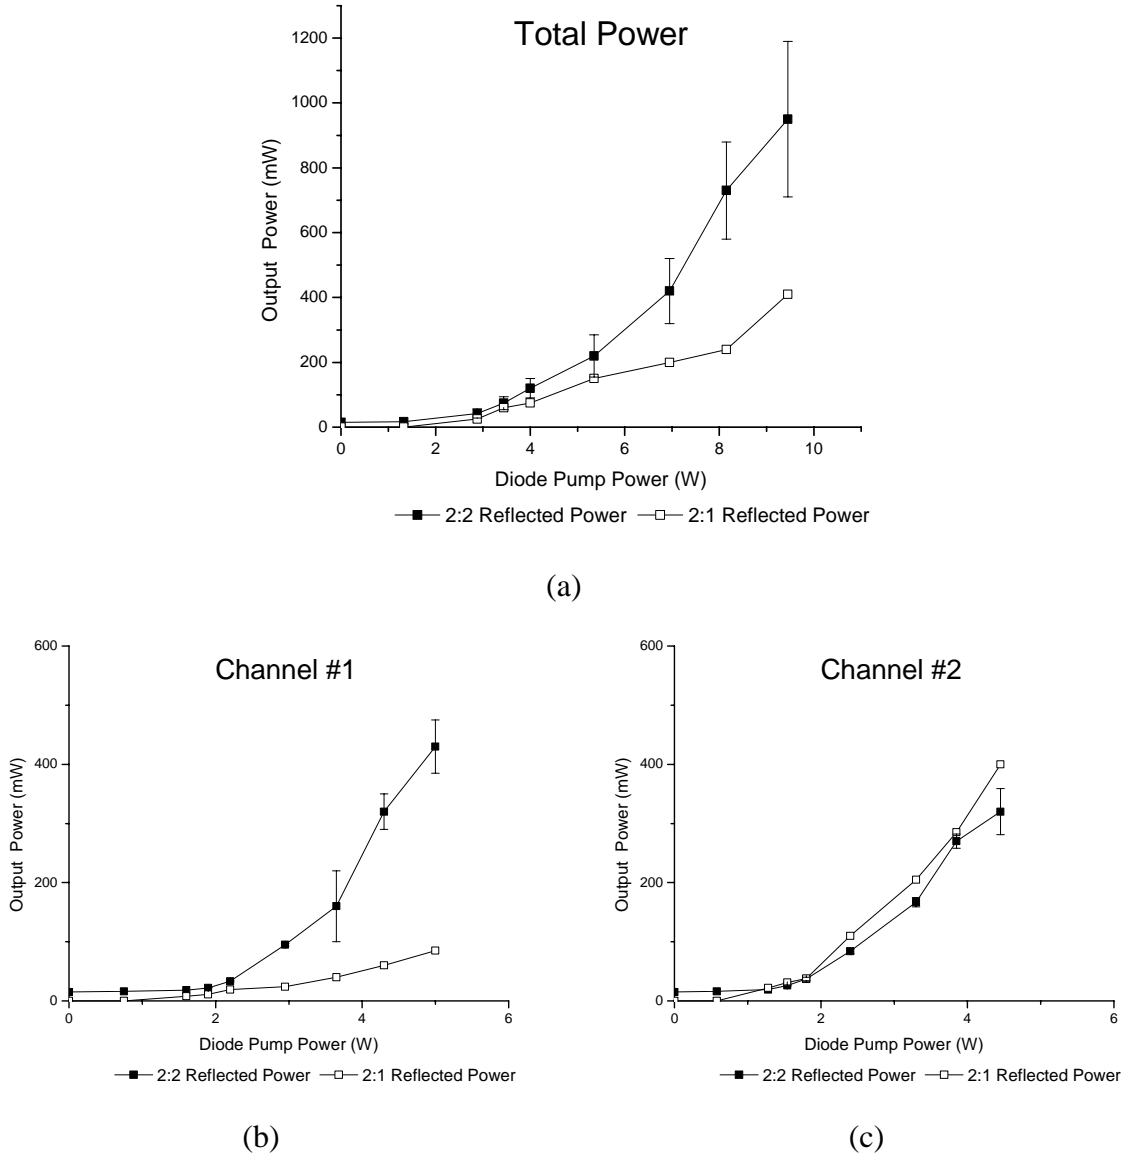 Total Power
1200
1000
800
600
400
200
0
Output Power (mW)
0 2 4 6 8 10
Diode Pump Power (W)
2:2 Reflected Power 2:1 Reflected Power
(a)
Channel #1
600
400
200
0
Output Power (mW)
0 2 4 6
Diode Pump Power (W)
2:2 Reflected Power 2:1 Reflected Power
(b)
Channel #2
600
400
200
0
Output Power (mW)
0 2 4 6
Diode Pump Power (W)
2:2 Reflected Power 2:1 Reflected Power
(c)